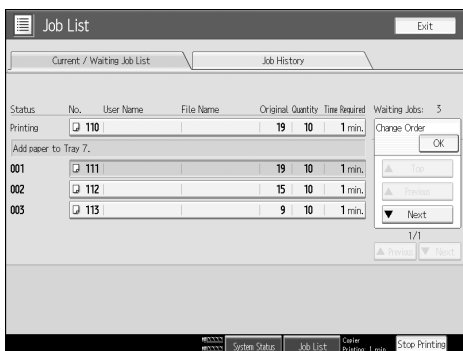 Job List
Exit
Current / Waiting Job List
Job History
Status No. User Name File Name Original Quantity Time Required Waiting Jobs: 3
Printing 110 19 10 1 min.
Change Order
OK
Add paper to Tray 7.
001 111 19 10 1 min.
002 112 15 10 1 min.
003 113 9 10 1 min.
▲ Top
▲ Previous
▼ Next
1/1
▲ Previous ▼ Next
System Status
Job List
Copier
Printing: 1 min.
Stop Printing